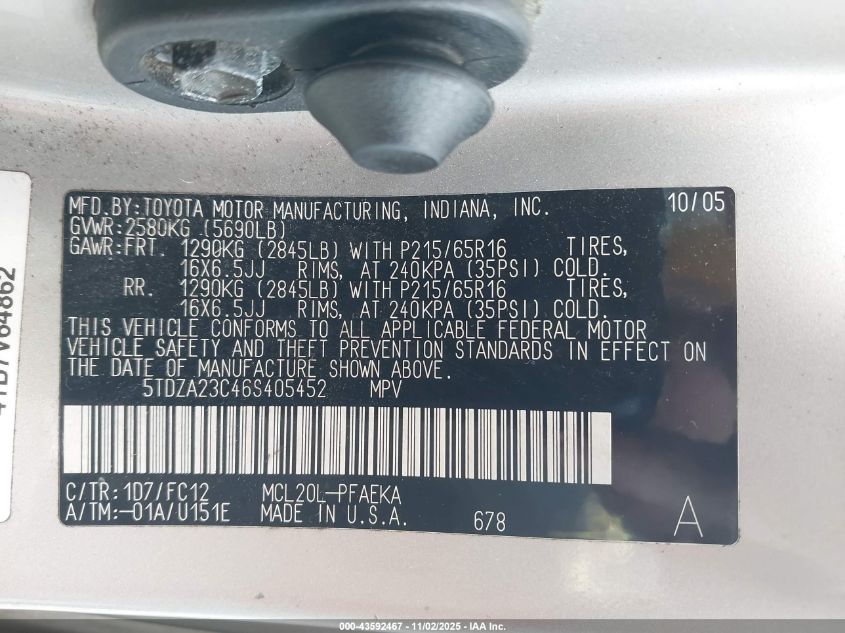 MFD.BY:TOYOTA MOTOR MANUFACTURING, INDIANA, INC. 10/05
GVWR:2580KG (5690LB)
GAWR:FRT. 1290KG (2845LB) WITH P215/65R16 TIRES,
16X6.5JJ RIMS, AT 240KPA (35PSI) COLD.
RR. 1290KG (2845LB) WITH P215/65R16 TIRES,
16X6.5JJ RIMS, AT 240KPA (35PSI) COLD.
THIS VEHICLE CONFORMS TO ALL APPLICABLE FEDERAL MOTOR
VEHICLE SAFETY AND THEFT PREVENTION STANDARDS IN EFFECT ON
THE DATE OF MANUFACTURE SHOWN ABOVE.
5TDZA23C46S405452 MPV
C/TR:1D7/FC12 MCL20L-PFAEKA
A/TM:-01A/U151E MADE IN U.S.A. 678 A
000-43592467 - 11/02/2025 - IAA Inc.